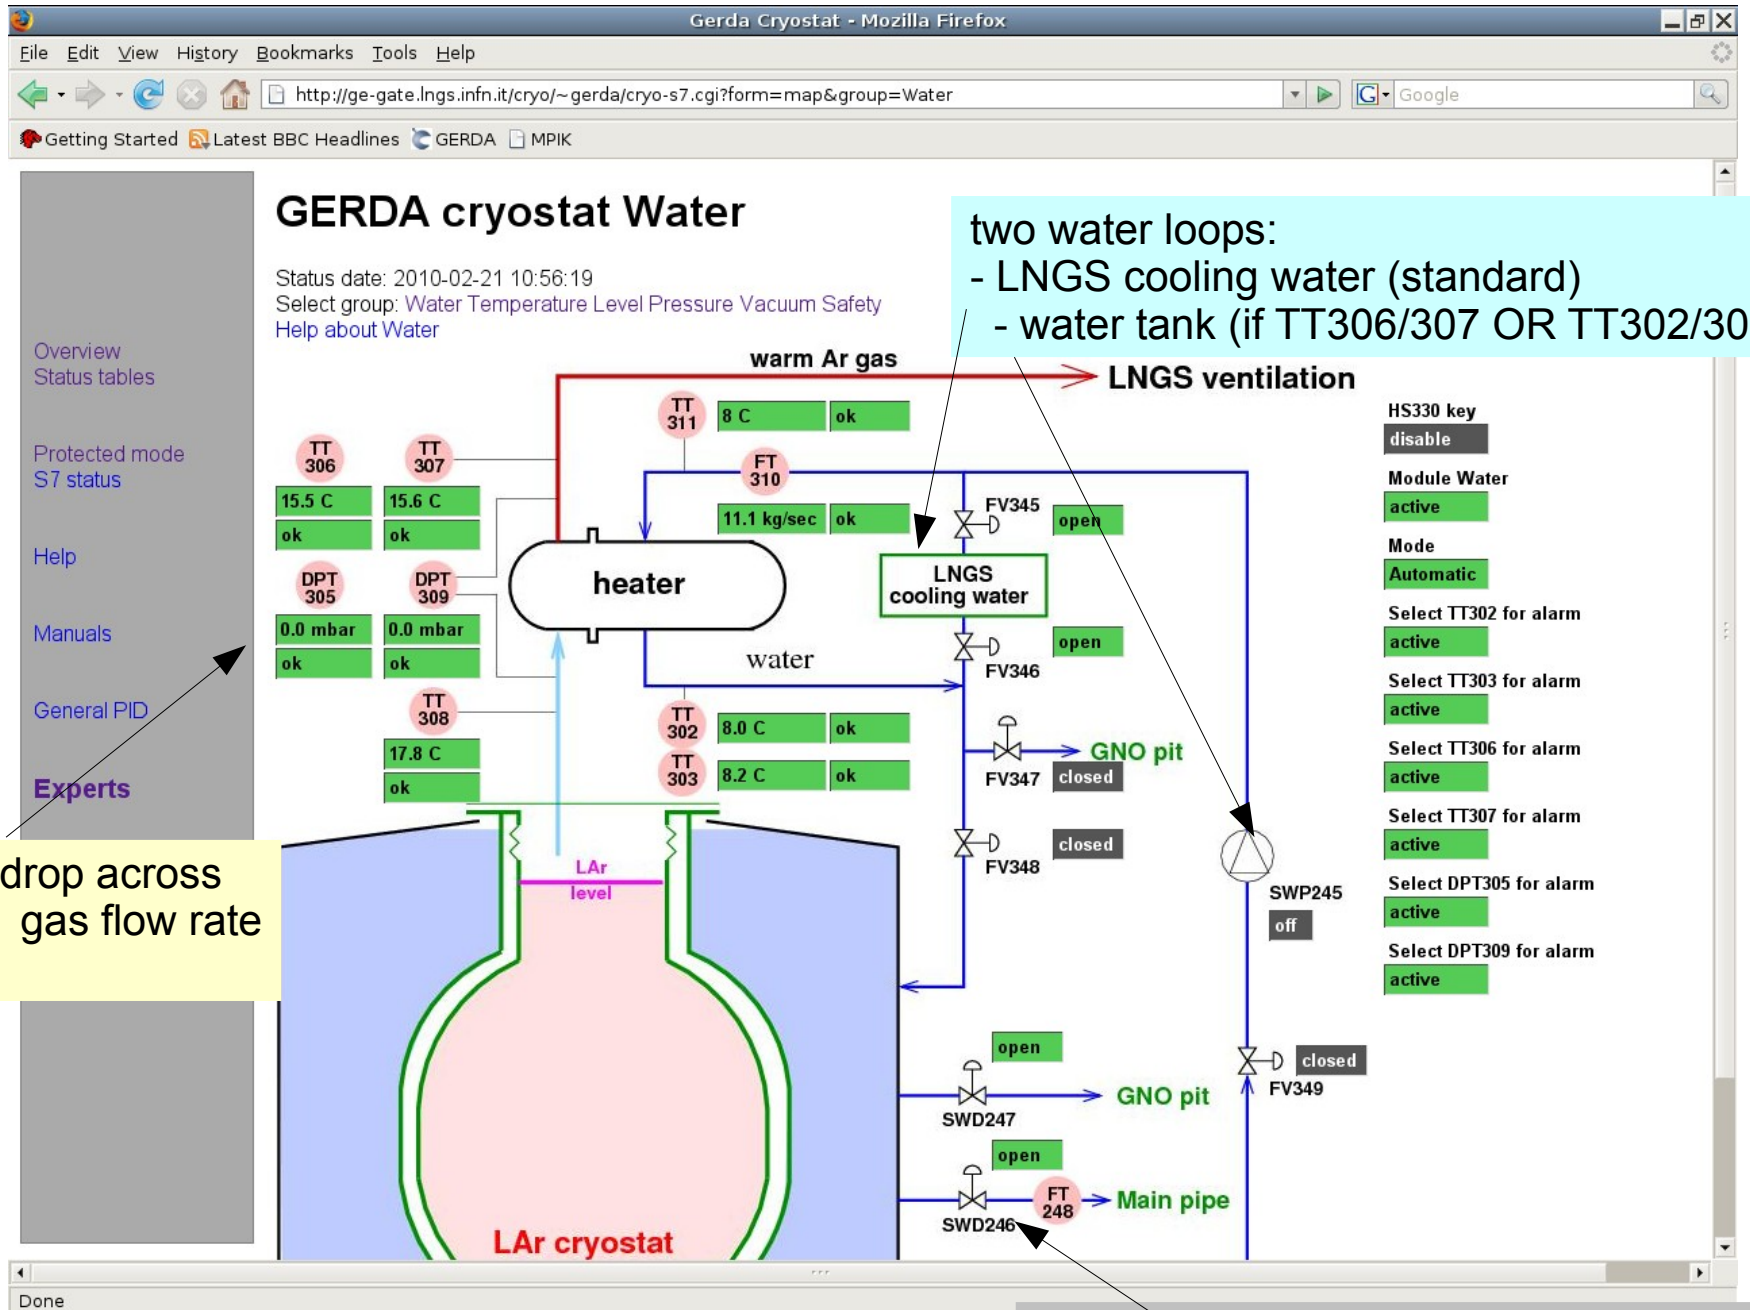 Gerda Cryostat - Mozilla Firefox
File Edit View History Bookmarks Tools Help
http://ge-gate.lngs.infn.it/cryo/~gerda/cryo-s7.cgi?form=map&group=Water
Google
Getting Started Latest BBC Headlines GERDA MPIK
GERDA cryostat Water
Status date: 2010-02-21 10:56:19
Select group: Water Temperature Level Pressure Vacuum Safety
Help about Water
two water loops:
- LNGS cooling water (standard)
- water tank (if TT306/307 OR TT302/30
Overview
Status tables
Protected mode
S7 status
Help
Manuals
General PID
Experts
drop across
gas flow rate
warm Ar gas
LNGS ventilation
TT 311
8 C
ok
TT 306
TT 307
15.5 C
15.6 C
ok
ok
FT 310
11.1 kg/sec
ok
FV345
open
DPT 305
DPT 309
0.0 mbar
0.0 mbar
ok
ok
heater
LNGS
cooling water
water
open
FV346
TT 308
17.8 C
ok
TT 302
8.0 C
ok
TT 303
8.2 C
ok
GNO pit
FV347
closed
closed
FV348
LAr
level
SWP245
off
closed
FV349
open
GNO pit
SWD247
open
FT 248
Main pipe
SWD246
LAr cryostat
HS330 key
disable
Module Water
active
Mode
Automatic
Select TT302 for alarm
active
Select TT303 for alarm
active
Select TT306 for alarm
active
Select TT307 for alarm
active
Select DPT305 for alarm
active
Select DPT309 for alarm
active
Done